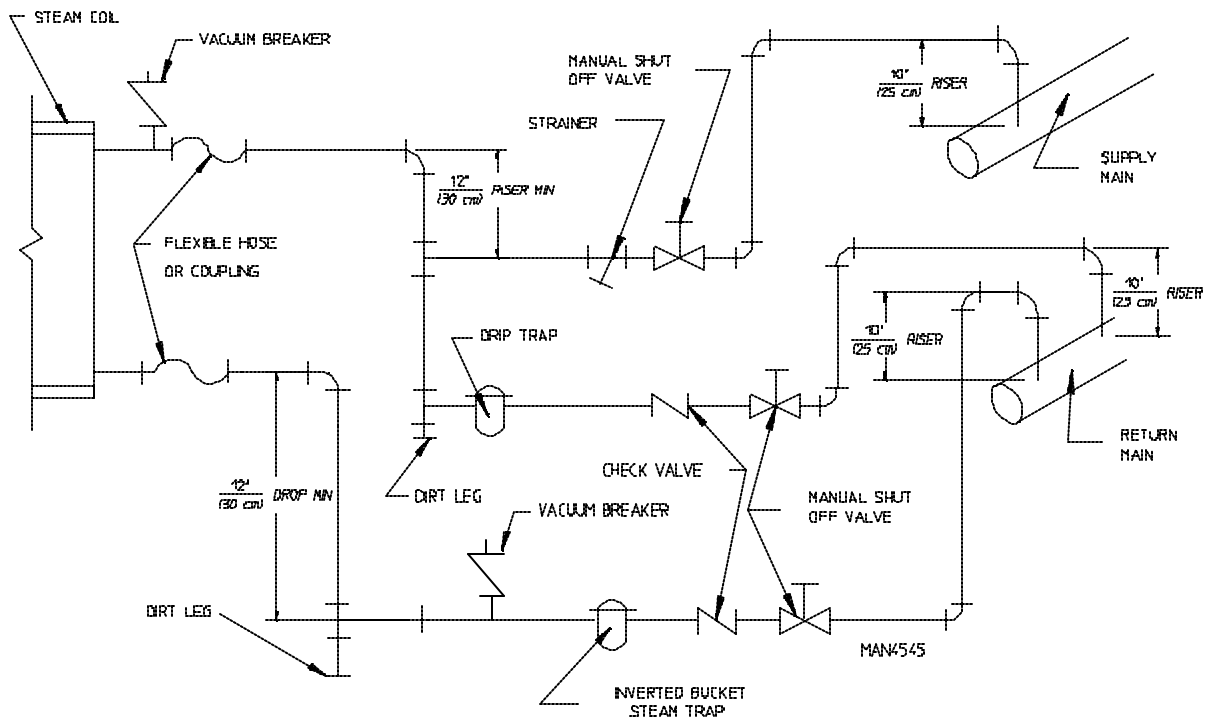 STEAM COIL
VACUUM BREAKER
MANUAL SHUT
OFF VALVE
10"
(25 cm) RISER
STRAINER
SUPPLY
MAIN
12"
(30 cm) RISER MIN
FLEXIBLE HOSE
OR COUPLING
10'
(25 cm) RISER
10'
(25 cm) RISER
DRIP TRAP
RETURN
MAIN
CHECK VALVE
12'
(30 cm) DROP MIN
DIRT LEG
MANUAL SHUT
OFF VALVE
VACUUM BREAKER
DIRT LEG
MAN4545
INVERTED BUCKET
STEAM TRAP